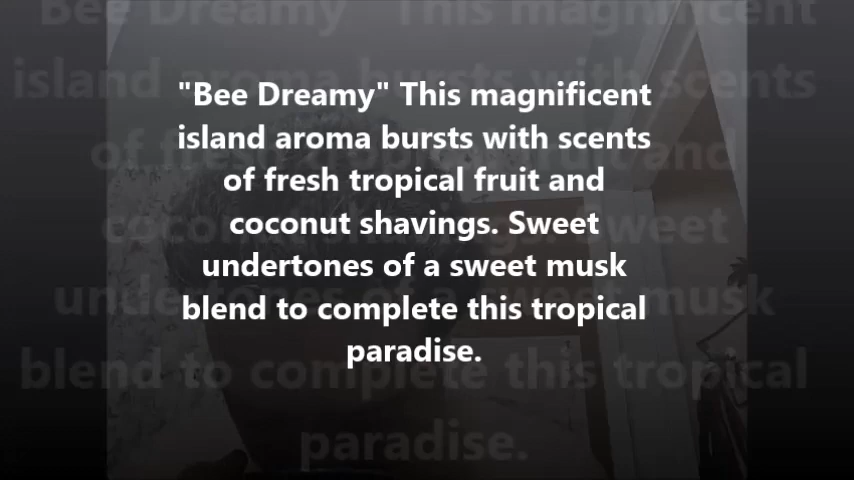 "Bee Dreamy" This magnificent
island aroma bursts with scents
of fresh tropical fruit and
coconut shavings. Sweet
undertones of a sweet musk
blend to complete this tropical
paradise.